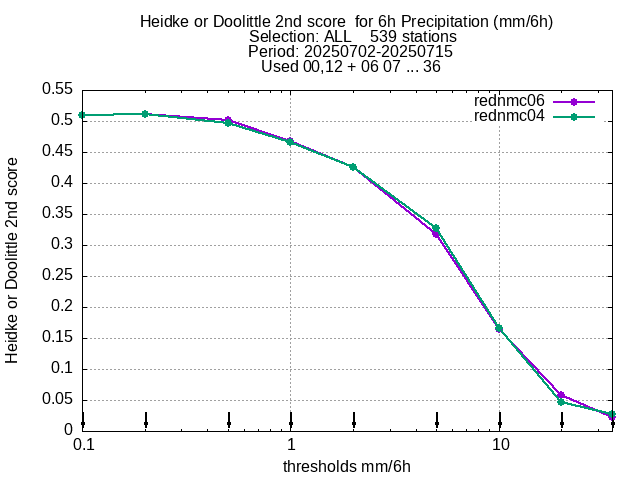 Heidke or Doolittle 2nd score  for 6h Precipitation (mm/6h)
Selection: ALL    539 stations
Period: 20250702-20250715
Used 00,12 + 06 07 ... 36
rednmc06
rednmc04
Heidke or Doolittle 2nd score
0.55
0.5
0.45
0.4
0.35
0.3
0.25
0.2
0.15
0.1
0.05
0
0.1
1
10
thresholds mm/6h